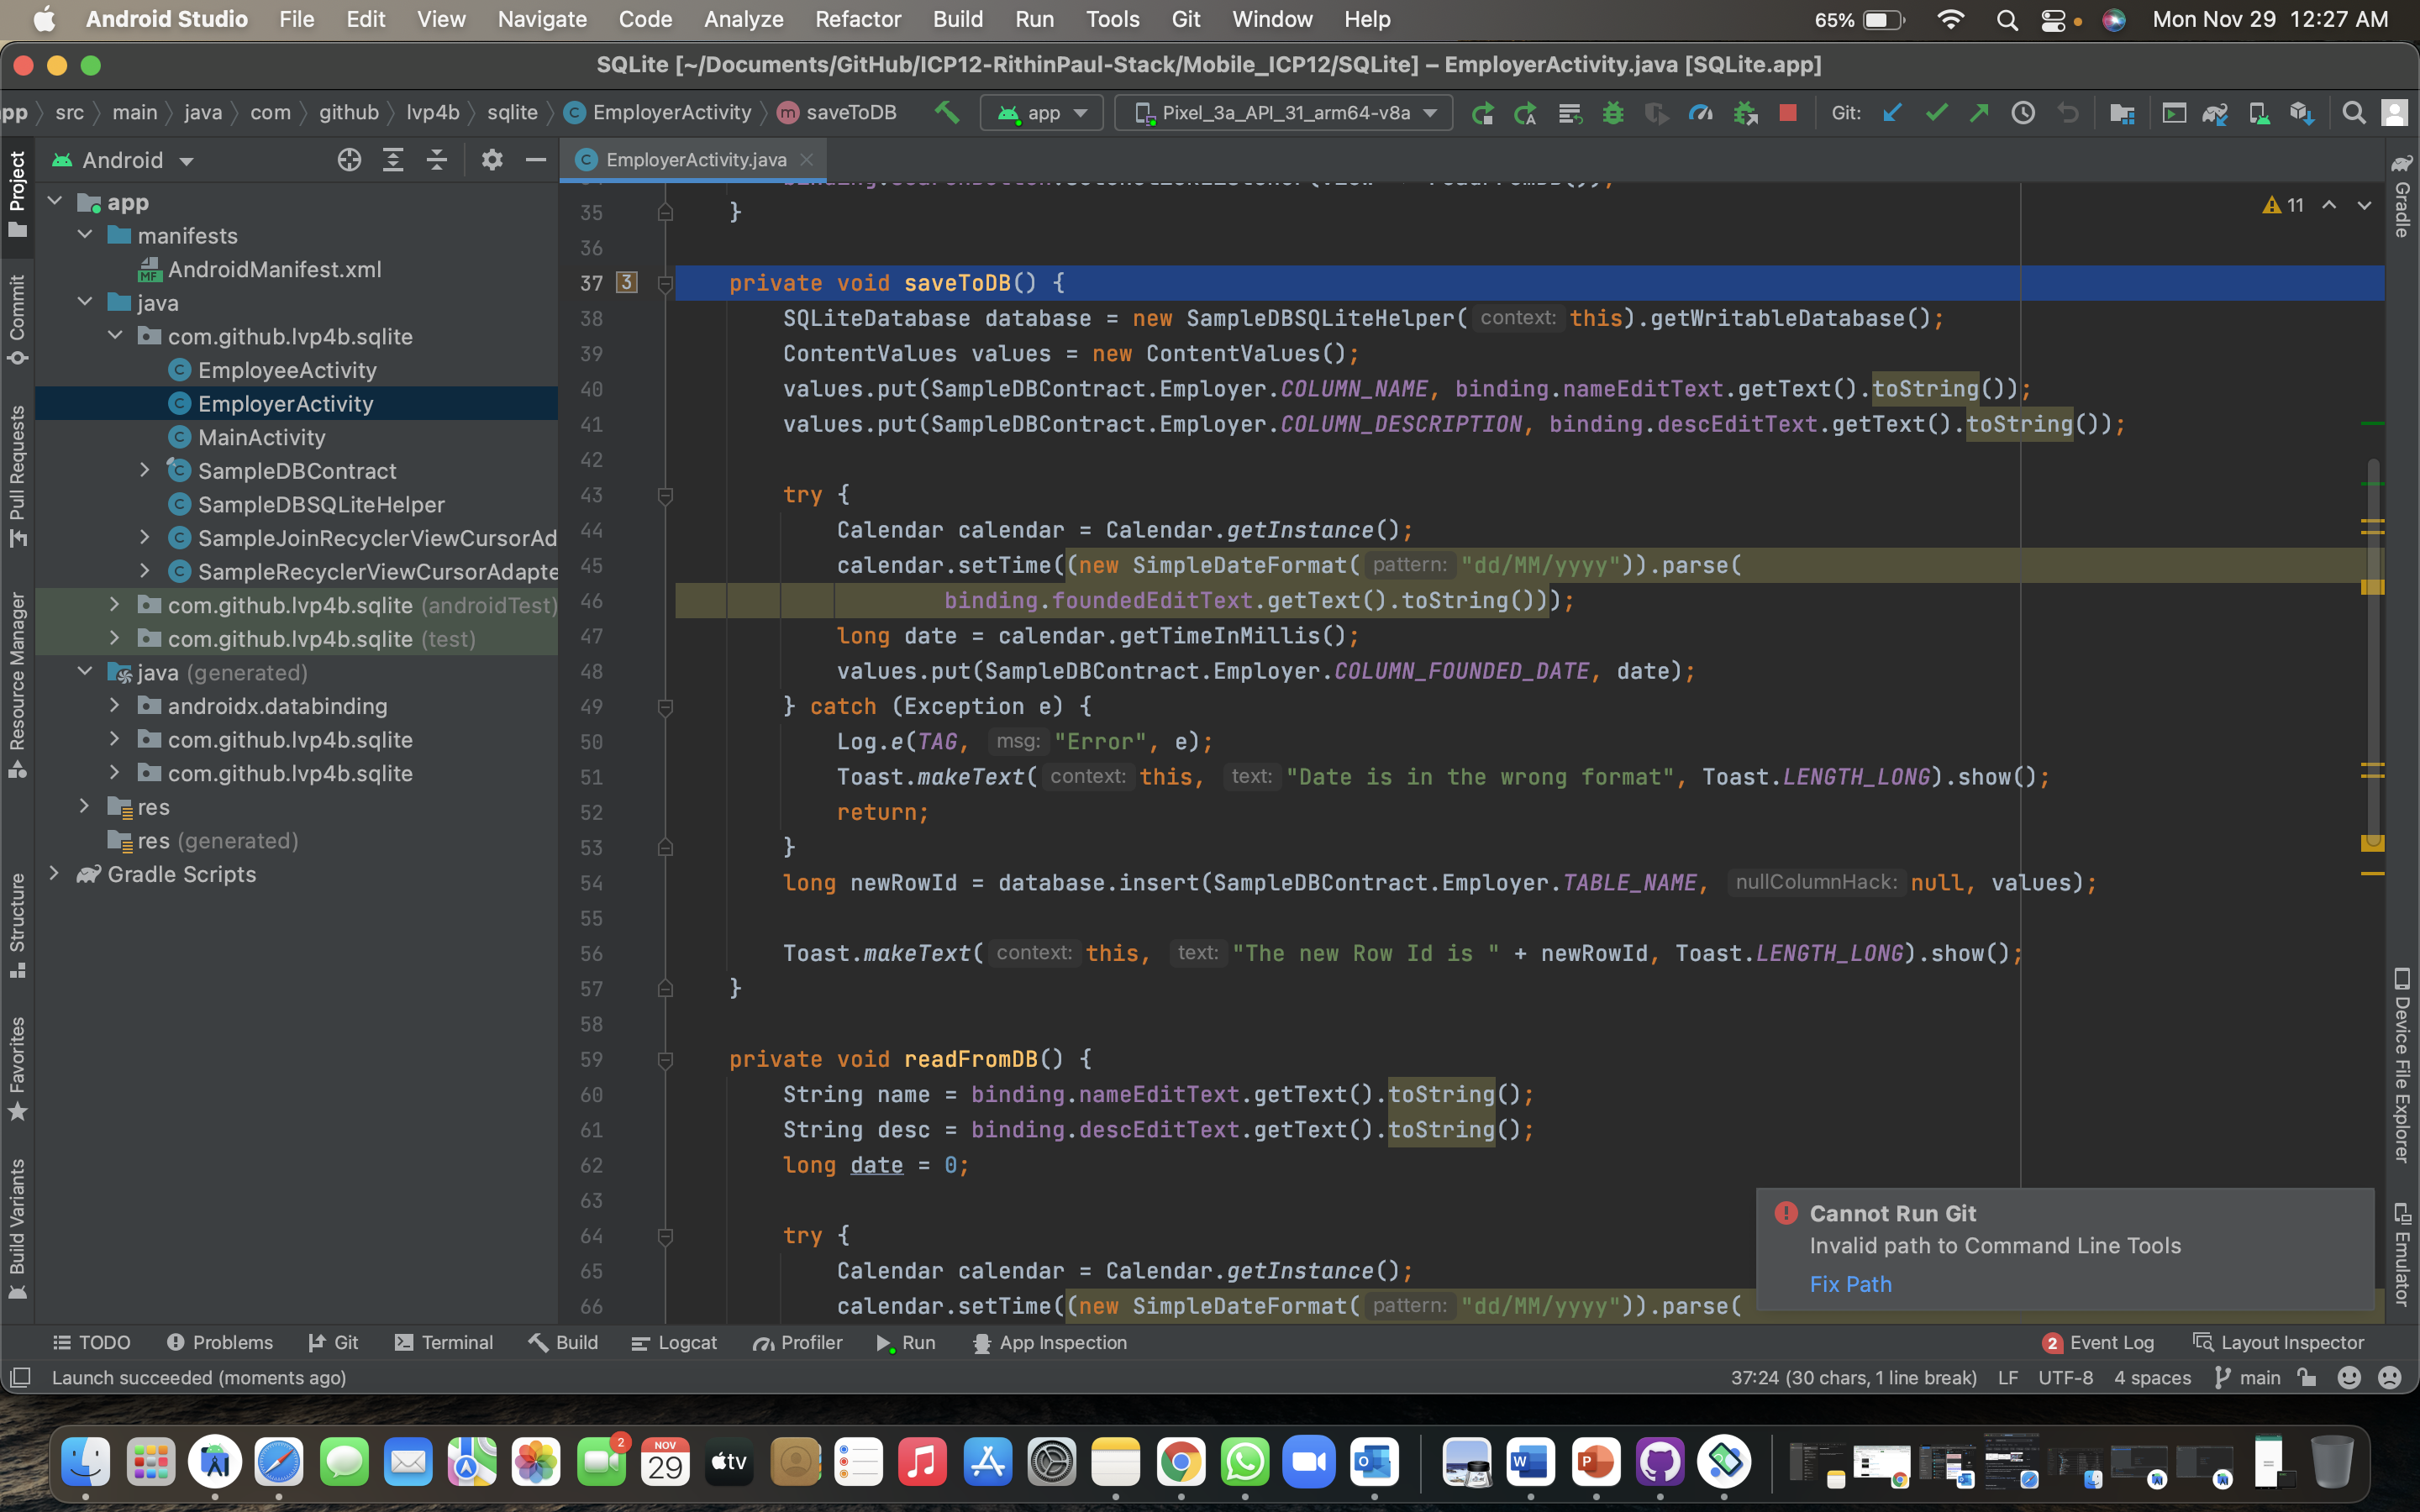 Android Studio File Edit View Navigate Code Analyze Refactor Build Run Tools Git Window Help 65% Mon Nov 29 12:27 AM
SQLite [~/Documents/GitHub/ICP12-RithinPaul-Stack/Mobile_ICP12/SQLite] – EmployerActivity.java [SQLite.app]
pp src main java com github lvp4b sqlite EmployerActivity saveToDB app Pixel_3a_API_31_arm64-v8a Git:
Android
EmployerActivity.java
Project
Commit
Pull Requests
Resource Manager
Structure
Favorites
Build Variants
app
manifests
AndroidManifest.xml
java
com.github.lvp4b.sqlite
EmployeeActivity
EmployerActivity
MainActivity
SampleDBContract
SampleDBSQLiteHelper
SampleJoinRecyclerViewCursorAd
SampleRecyclerViewCursorAdapte
com.github.lvp4b.sqlite (androidTest)
com.github.lvp4b.sqlite (test)
java (generated)
androidx.databinding
com.github.lvp4b.sqlite
com.github.lvp4b.sqlite
res
res (generated)
Gradle Scripts
11
35 }
36
37 3 private void saveToDB() {
38 SQLiteDatabase database = new SampleDBSQLiteHelper( context: this).getWritableDatabase();
39 ContentValues values = new ContentValues();
40 values.put(SampleDBContract.Employer.COLUMN_NAME, binding.nameEditText.getText().toString());
41 values.put(SampleDBContract.Employer.COLUMN_DESCRIPTION, binding.descEditText.getText().toString());
42
43 try {
44 Calendar calendar = Calendar.getInstance();
45 calendar.setTime((new SimpleDateFormat( pattern: "dd/MM/yyyy")).parse(
46 binding.foundedEditText.getText().toString()));
47 long date = calendar.getTimeInMillis();
48 values.put(SampleDBContract.Employer.COLUMN_FOUNDED_DATE, date);
49 } catch (Exception e) {
50 Log.e(TAG, msg: "Error", e);
51 Toast.makeText( context: this, text: "Date is in the wrong format", Toast.LENGTH_LONG).show();
52 return;
53 }
54 long newRowId = database.insert(SampleDBContract.Employer.TABLE_NAME, nullColumnHack: null, values);
55
56 Toast.makeText( context: this, text: "The new Row Id is " + newRowId, Toast.LENGTH_LONG).show();
57 }
58
59 private void readFromDB() {
60 String name = binding.nameEditText.getText().toString();
61 String desc = binding.descEditText.getText().toString();
62 long date = 0;
63
64 try {
65 Calendar calendar = Calendar.getInstance();
66 calendar.setTime((new SimpleDateFormat( pattern: "dd/MM/yyyy")).parse(
Cannot Run Git
Invalid path to Command Line Tools
Fix Path
Gradle
Device File Explorer
Emulator
TODO Problems Git Terminal Build Logcat Profiler Run App Inspection 2 Event Log Layout Inspector
Launch succeeded (moments ago) 37:24 (30 chars, 1 line break) LF UTF-8 4 spaces main
2
NOV
29
tv